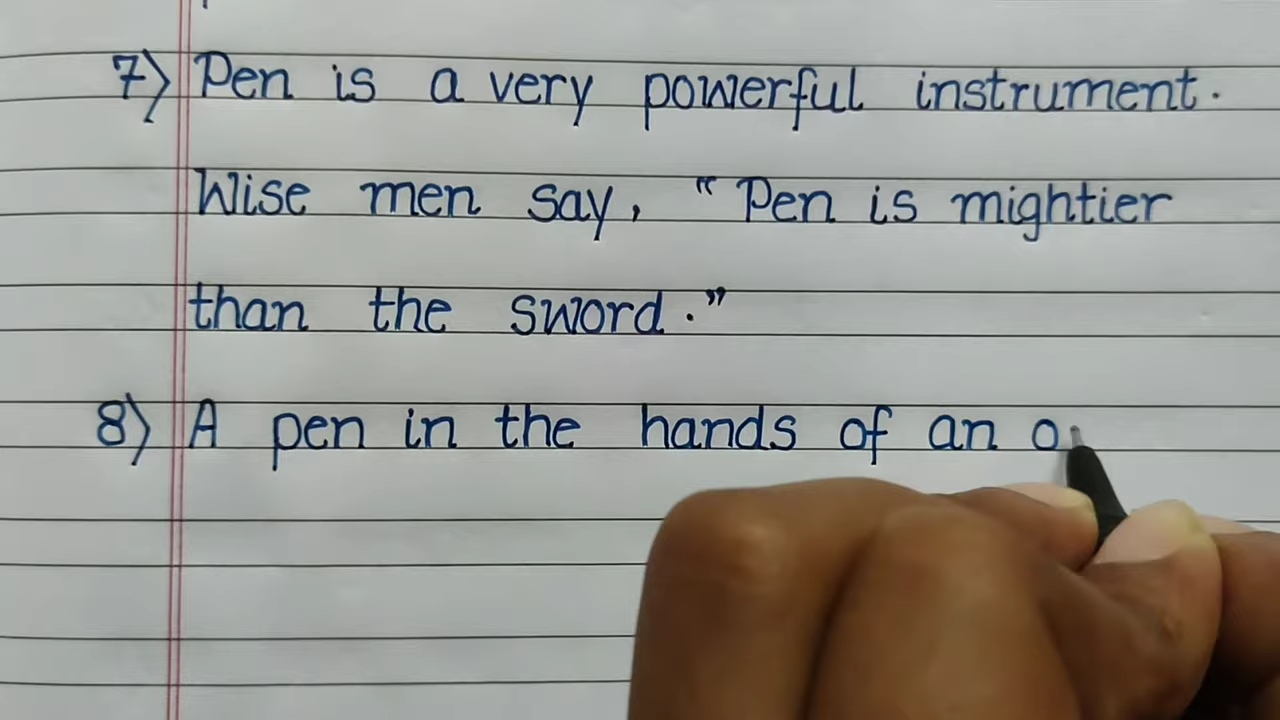 7) Pen is a very powerful instrument.
Wise men say, "Pen is mightier
than the sword."
8) A pen in the hands of an o